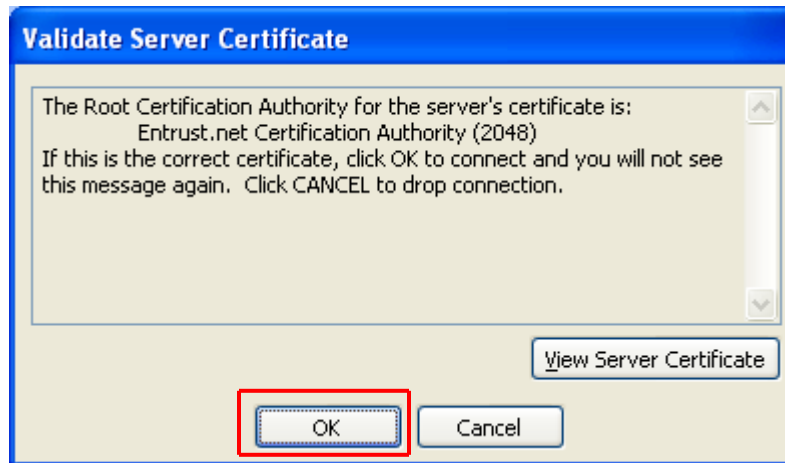 Validate Server Certificate
The Root Certification Authority for the server's certificate is:
Entrust.net Certification Authority (2048)
If this is the correct certificate, click OK to connect and you will not see
this message again.  Click CANCEL to drop connection.
View Server Certificate
OK
Cancel